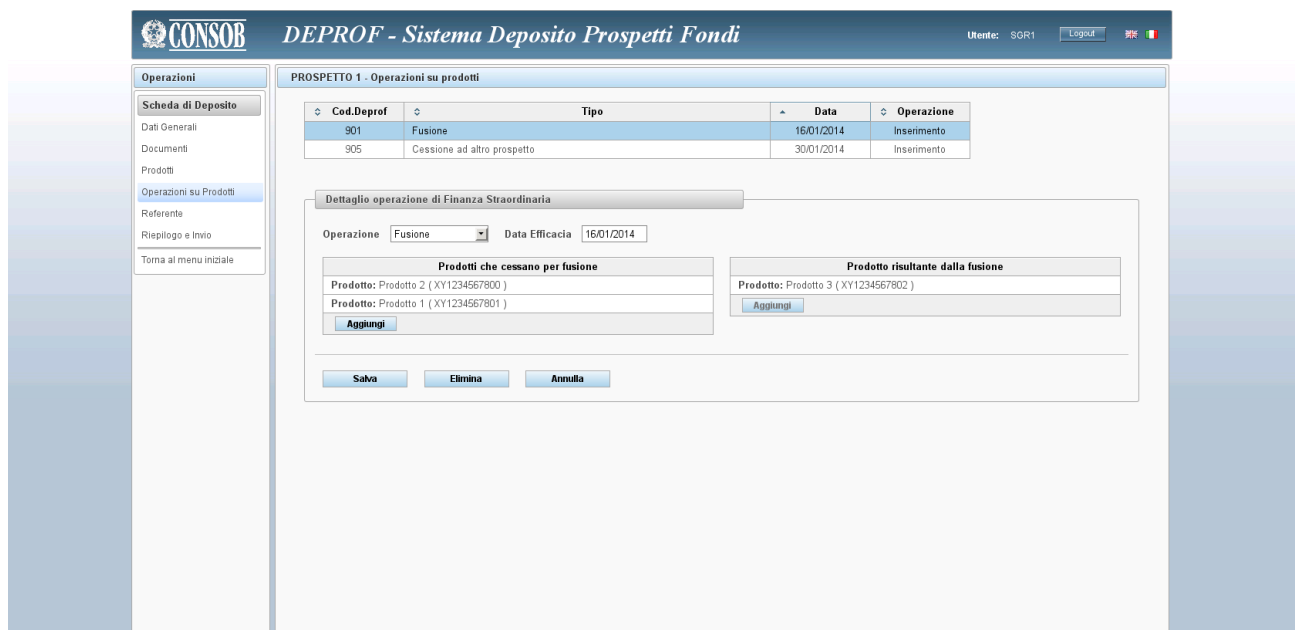 CONSOB DEPROF - Sistema Deposito Prospetti Fondi Utente: SGR1 Logout
Operazioni
Scheda di Deposito
Dati Generali
Documenti
Prodotti
Operazioni su Prodotti
Referente
Riepilogo e Invio
Torna al menu iniziale
PROSPETTO 1 - Operazioni su prodotti
Cod.Deprof Tipo Data Operazione
901 Fusione 16/01/2014 Inserimento
905 Cessione ad altro prospetto 30/01/2014 Inserimento
Dettaglio operazione di Finanza Straordinaria
Operazione Fusione Data Efficacia 16/01/2014
Prodotti che cessano per fusione
Prodotto: Prodotto 2 ( XY1234567800 )
Prodotto: Prodotto 1 ( XY1234567801 )
Aggiungi
Prodotto risultante dalla fusione
Prodotto: Prodotto 3 ( XY1234567802 )
Aggiungi
Salva Elimina Annulla